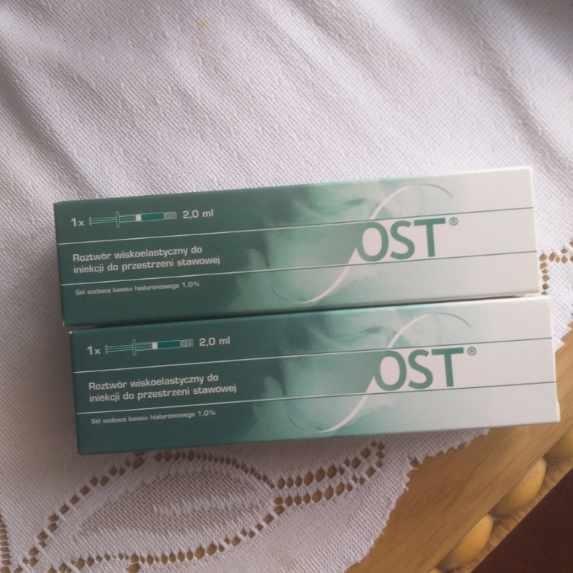 1x 2,0 ml
OST®
Roztwór wiskoelastyczny do
iniekcji do przestrzeni stawowej
Sól sodowa kwasu hialuronowego 1,0%
1x 2,0 ml
OST®
Roztwór wiskoelastyczny do
iniekcji do przestrzeni stawowej
Sól sodowa kwasu hialuronowego 1,0%